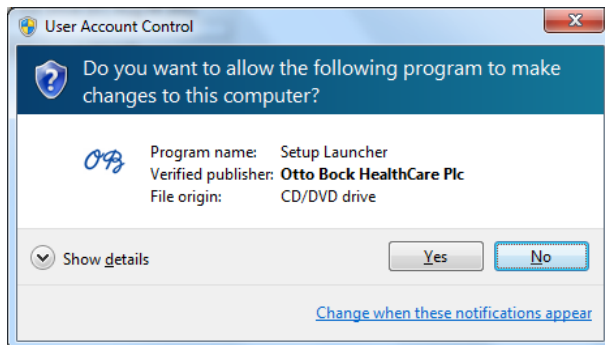 User Account Control
Do you want to allow the following program to make
changes to this computer?
OB
Program name: Setup Launcher
Verified publisher: Otto Bock HealthCare Plc
File origin: CD/DVD drive
Show details
Yes
No
Change when these notifications appear